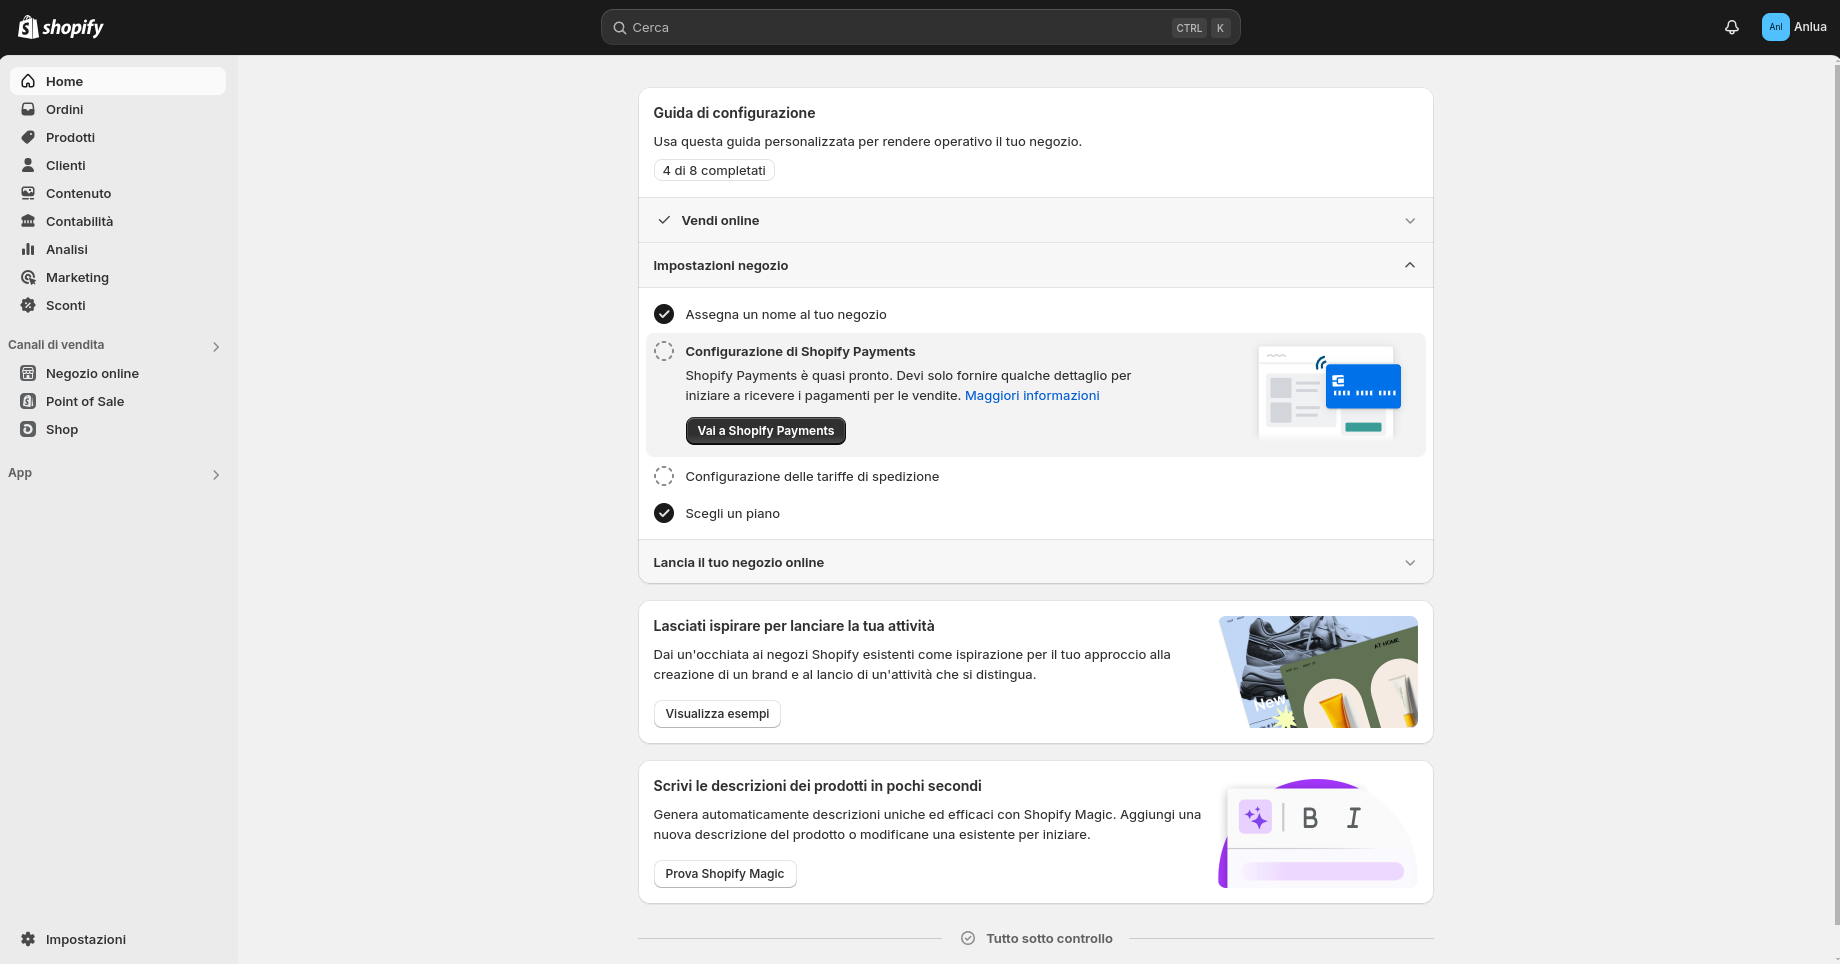 shopify
Cerca
CTRL K
Anl
Anlua
Home
Ordini
Prodotti
Clienti
Contenuto
Contabilità
Analisi
Marketing
Sconti
Canali di vendita
Negozio online
Point of Sale
Shop
App
Impostazioni
Guida di configurazione
Usa questa guida personalizzata per rendere operativo il tuo negozio.
4 di 8 completati
Vendi online
Impostazioni negozio
Assegna un nome al tuo negozio
Configurazione di Shopify Payments
Shopify Payments è quasi pronto. Devi solo fornire qualche dettaglio per
iniziare a ricevere i pagamenti per le vendite. Maggiori informazioni
Vai a Shopify Payments
Configurazione delle tariffe di spedizione
Scegli un piano
Lancia il tuo negozio online
Lasciati ispirare per lanciare la tua attività
Dai un'occhiata ai negozi Shopify esistenti come ispirazione per il tuo approccio alla
creazione di un brand e al lancio di un'attività che si distingua.
Visualizza esempi
AT HOME
New
Scrivi le descrizioni dei prodotti in pochi secondi
Genera automaticamente descrizioni uniche ed efficaci con Shopify Magic. Aggiungi una
nuova descrizione del prodotto o modificane una esistente per iniziare.
Prova Shopify Magic
B I
Tutto sotto controllo